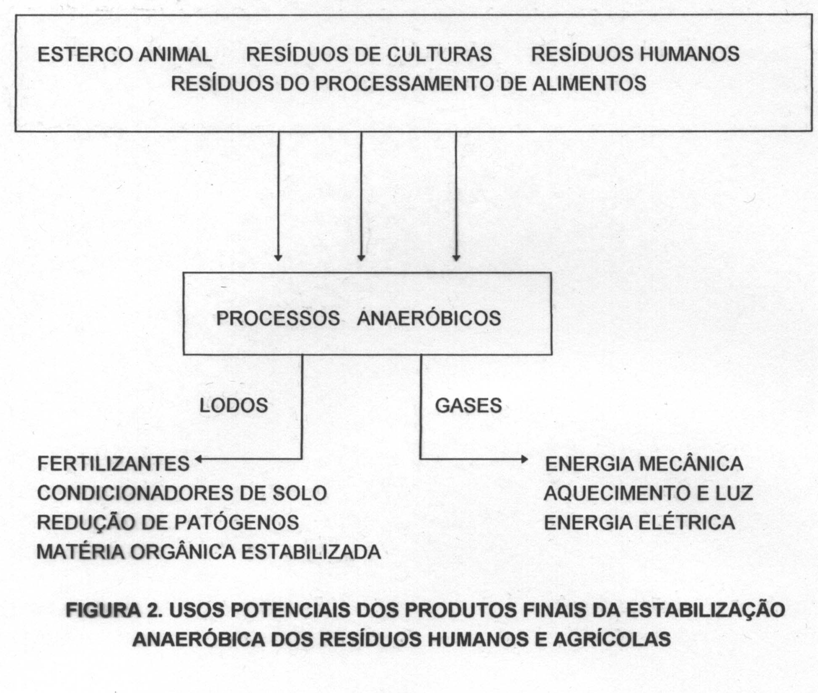 ESTERCO ANIMAL RESÍDUOS DE CULTURAS RESÍDUOS HUMANOS
RESÍDUOS DO PROCESSAMENTO DE ALIMENTOS
PROCESSOS ANAERÓBICOS
LODOS GASES
FERTILIZANTES
CONDICIONADORES DE SOLO
REDUÇÃO DE PATÓGENOS
MATÉRIA ORGÂNICA ESTABILIZADA
ENERGIA MECÂNICA
AQUECIMENTO E LUZ
ENERGIA ELÉTRICA
FIGURA 2. USOS POTENCIAIS DOS PRODUTOS FINAIS DA ESTABILIZAÇÃO
ANAERÓBICA DOS RESÍDUOS HUMANOS E AGRÍCOLAS